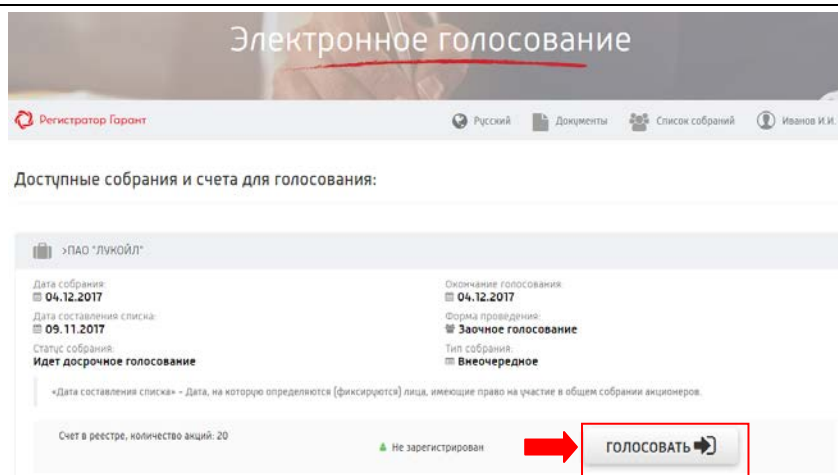 Электронное голосование
Регистратор Гарант Русский Документы Список собраний Иванов И.И.
Доступные собрания и счета для голосования:
>ПАО "ЛУКОЙЛ"
Дата собрания: Окончание голосования:
04.12.2017 04.12.2017
Дата составления списка: Форма проведения:
09.11.2017 Заочное голосование
Статус собрания: Тип собрания:
Идет досрочное голосование Внеочередное
«Дата составления списка» – Дата, на которую определяются (фиксируются) лица, имеющие право на участие в общем собрании акционеров.
Счет в реестре, количество акций: 20 Не зарегистрирован ГОЛОСОВАТЬ